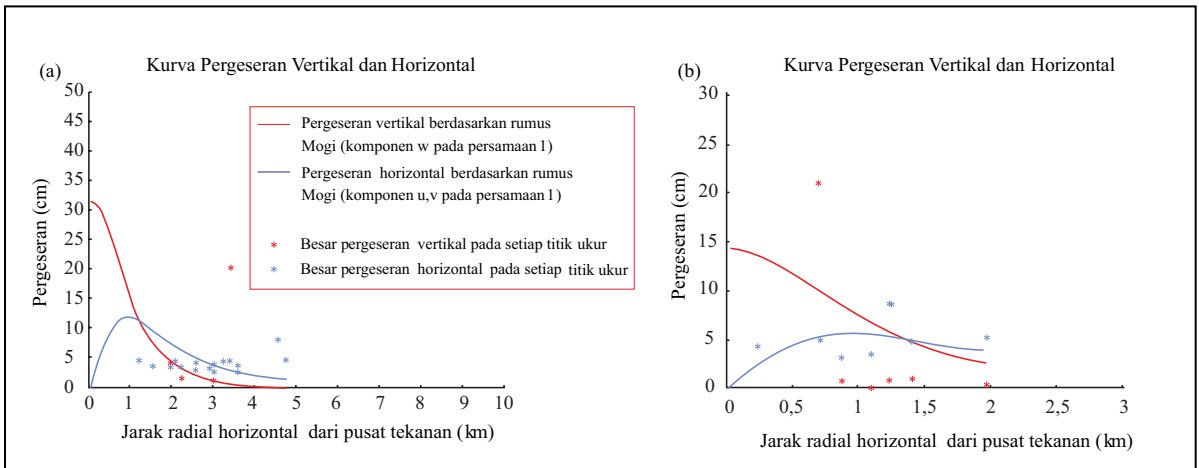 (a)
Kurva Pergeseran Vertikal dan Horizontal
50
45
40
35
30
25
20
15
10
5
0
Pergeseran (cm)
Pergeseran vertikal berdasarkan rumus
Mogi (komponen w pada persamaan 1)
Pergeseran horizontal berdasarkan rumus
Mogi (komponen u,v pada persamaan 1)
* Besar pergeseran vertikal pada setiap titik ukur
* Besar pergeseran horizontal pada setiap titik ukur
0 1 2 3 4 5 6 7 8 9 10
Jarak radial horizontal dari pusat tekanan (km)
(b)
Kurva Pergeseran Vertikal dan Horizontal
30
25
20
15
10
5
0
Pergeseran (cm)
0 0,5 1 1,5 2 2,5 3
Jarak radial horizontal dari pusat tekanan (km)